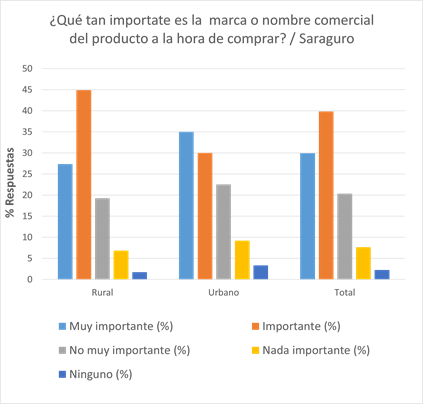 ¿Qué tan importate es la marca o nombre comercial
del producto a la hora de comprar? / Saraguro
% Respuestas
50
45
40
35
30
25
20
15
10
5
0
Rural Urbano Total
Muy importante (%) Importante (%)
No muy importante (%) Nada importante (%)
Ninguno (%)